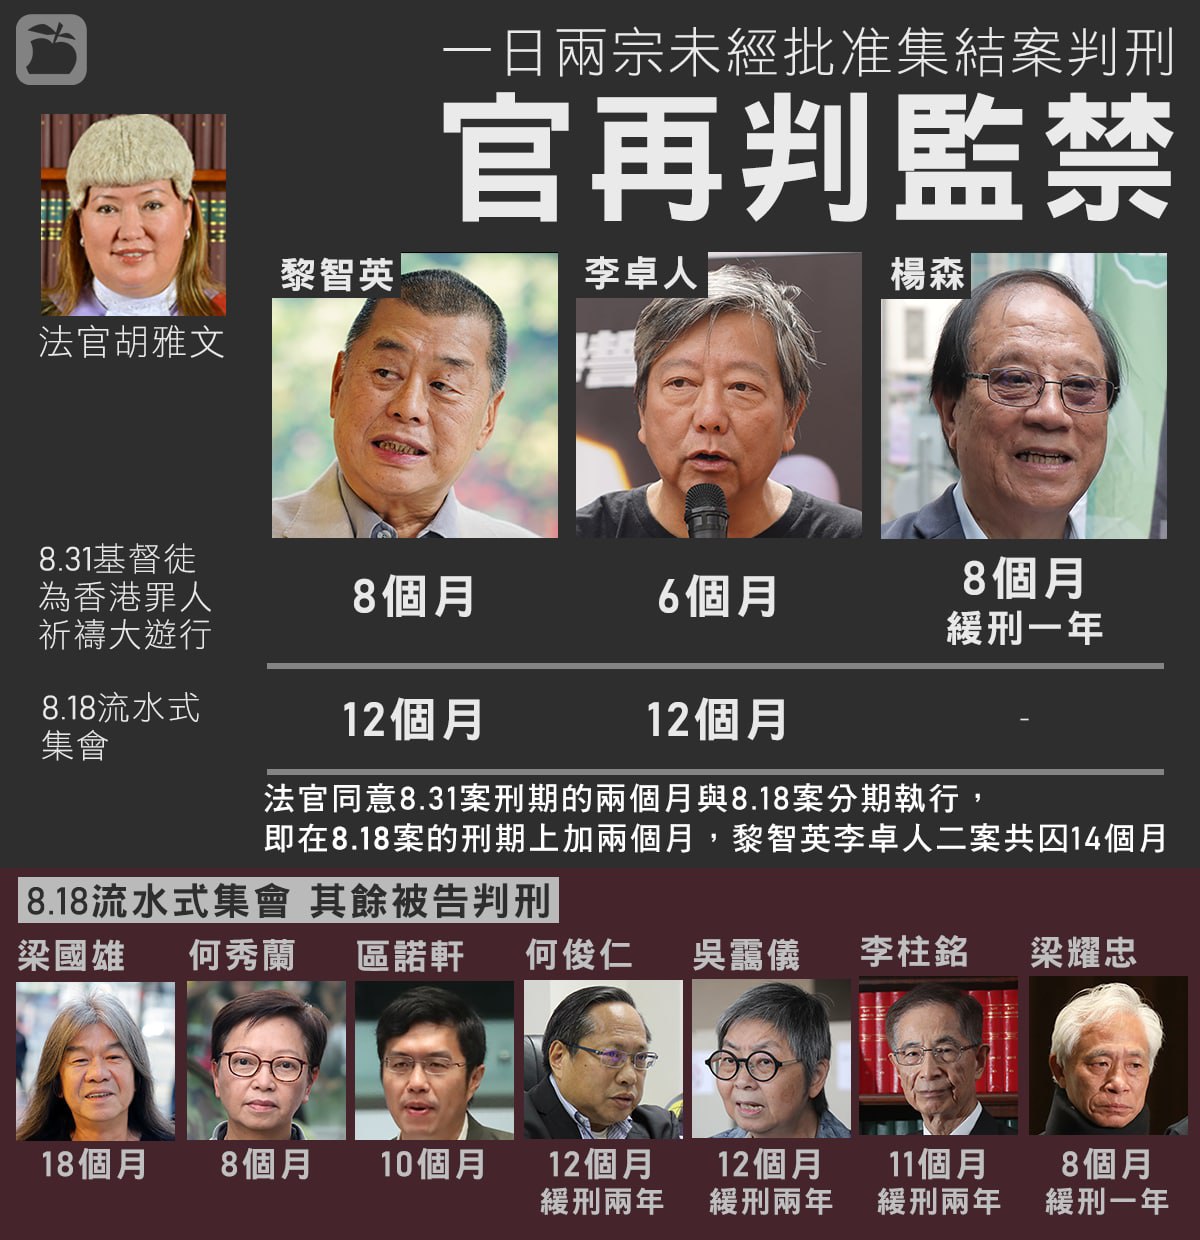 一日兩宗未經批准集結案判刑
官再判監禁
法官胡雅文
黎智英
李卓人
楊森
8.31基督徒
為香港罪人
祈禱大遊行
8個月
6個月
8個月
緩刑一年
8.18流水式
集會
12個月
12個月
-
法官同意8.31案刑期的兩個月與8.18案分期執行，
即在8.18案的刑期上加兩個月，黎智英李卓人二案共囚14個月
8.18流水式集會 其餘被告判刑
梁國雄
何秀蘭
區諾軒
何俊仁
吳靄儀
李柱銘
梁耀忠
18個月
8個月
10個月
12個月
緩刑兩年
12個月
緩刑兩年
11個月
緩刑兩年
8個月
緩刑一年